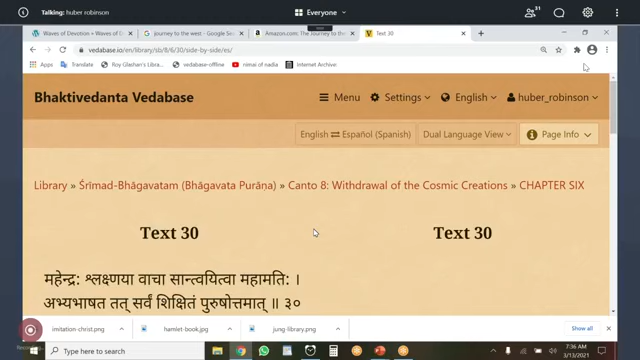 Talking: huber robinson
Everyone
31
Waves of Devotion » Waves of D
journey to the west - Google Sea
Amazon.com: The Journey to the
Text 30
vedabase.io/en/library/sb/8/6/30/side-by-side/es/
Apps
Translate
Roy Glashan's Libra...
vedabase-offline
nimai of nadia
Internet Archive:
Bhaktivedanta Vedabase
Menu
Settings
English
huber_robinson
English ⇌ Español (Spanish)
Dual Language View
Page Info
Library » Śrīmad-Bhāgavatam (Bhāgavata Purāṇa) » Canto 8: Withdrawal of the Cosmic Creations » CHAPTER SIX
Text 30
Text 30
महेन्द्र: श्लक्ष्णया वाचा सान्त्वयित्वा महामति: ।
अभ्यभाषत तत् सर्वं शिक्षितं पुरुषोत्तमात् ॥ ३० ॥
imitation-christ.png
hamlet-book.jpg
jung-library.png
Show all
Recording...
Type here to search
7:36 AM
3/13/2021